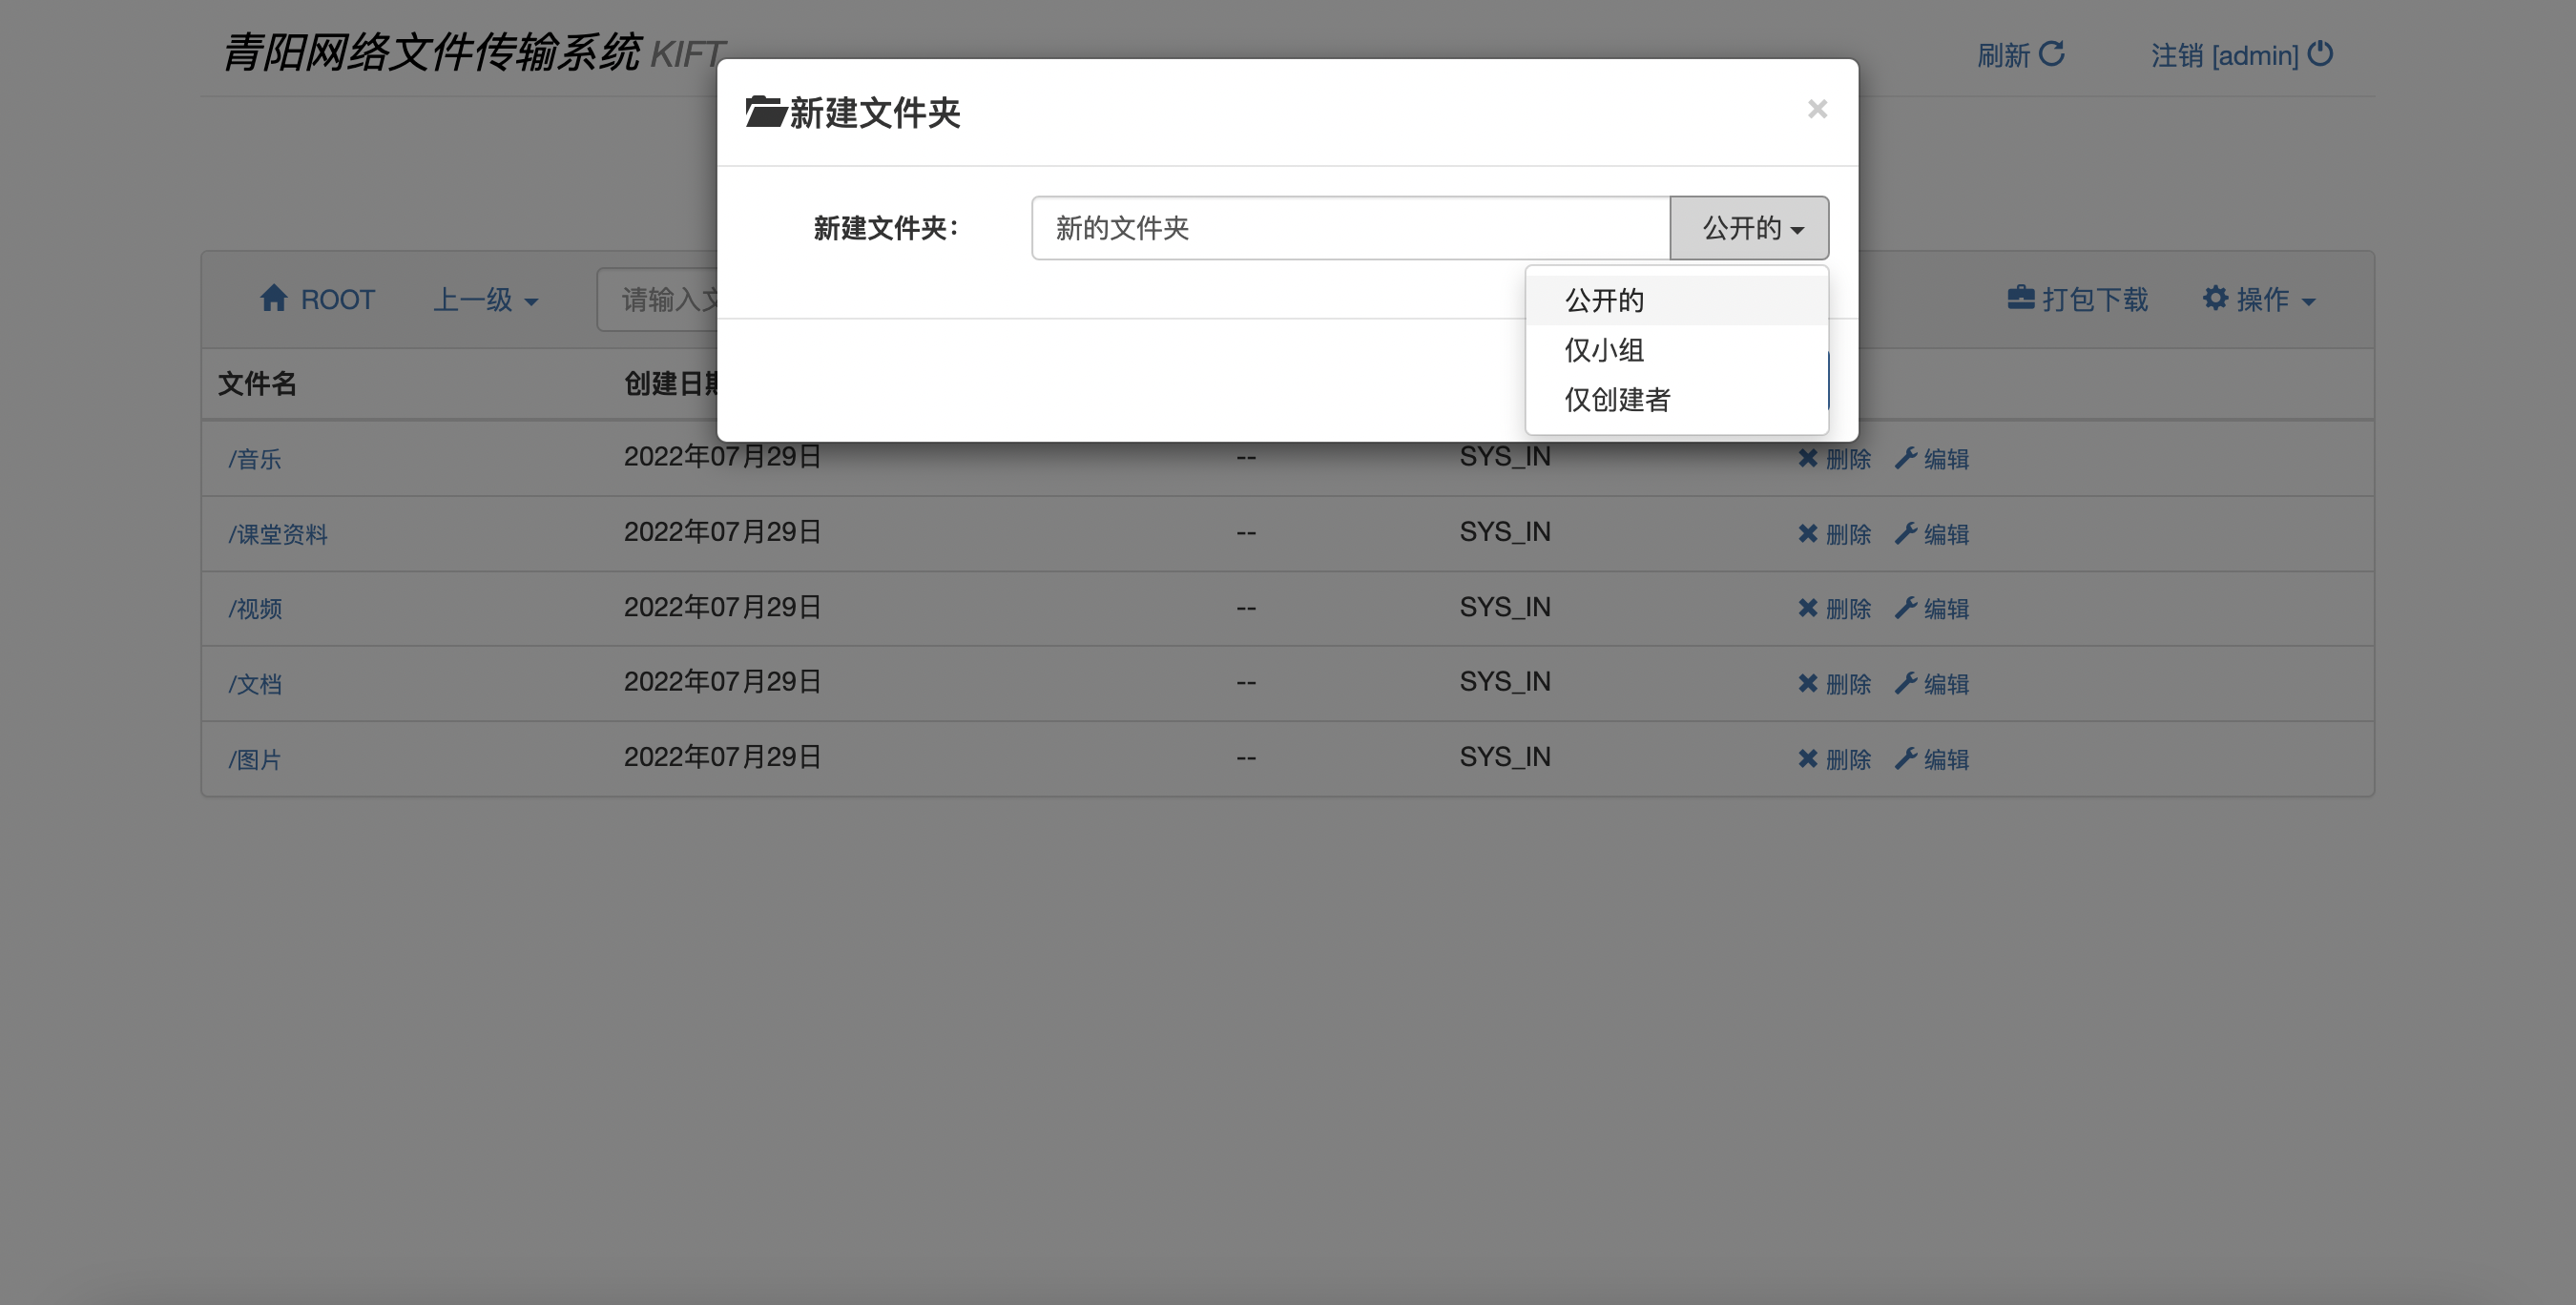 青阳网络文件传输系统 KIFT
刷新 注销 [admin]
新建文件夹
×
新建文件夹：
新的文件夹
公开的
公开的
仅小组
仅创建者
ROOT 上一级 请输入 打包下载 操作
文件名 创建日
/音乐 2022年07月29日 -- SYS_IN 删除 编辑
/课堂资料 2022年07月29日 -- SYS_IN 删除 编辑
/视频 2022年07月29日 -- SYS_IN 删除 编辑
/文档 2022年07月29日 -- SYS_IN 删除 编辑
/图片 2022年07月29日 -- SYS_IN 删除 编辑